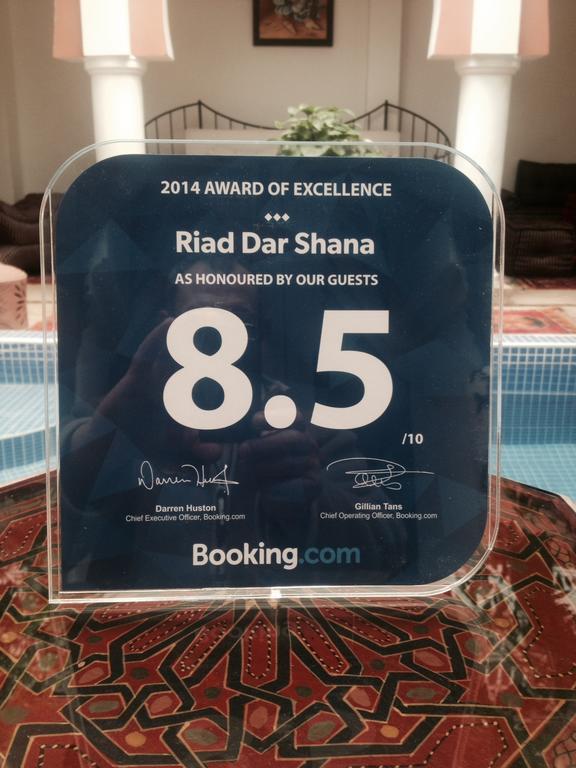 2014 AWARD OF EXCELLENCE
Riad Dar Shana
AS HONOURED BY OUR GUESTS
8.5
/10
Darren Huston
Chief Executive Officer, Booking.com
Gillian Tans
Chief Operating Officer, Booking.com
Booking.com